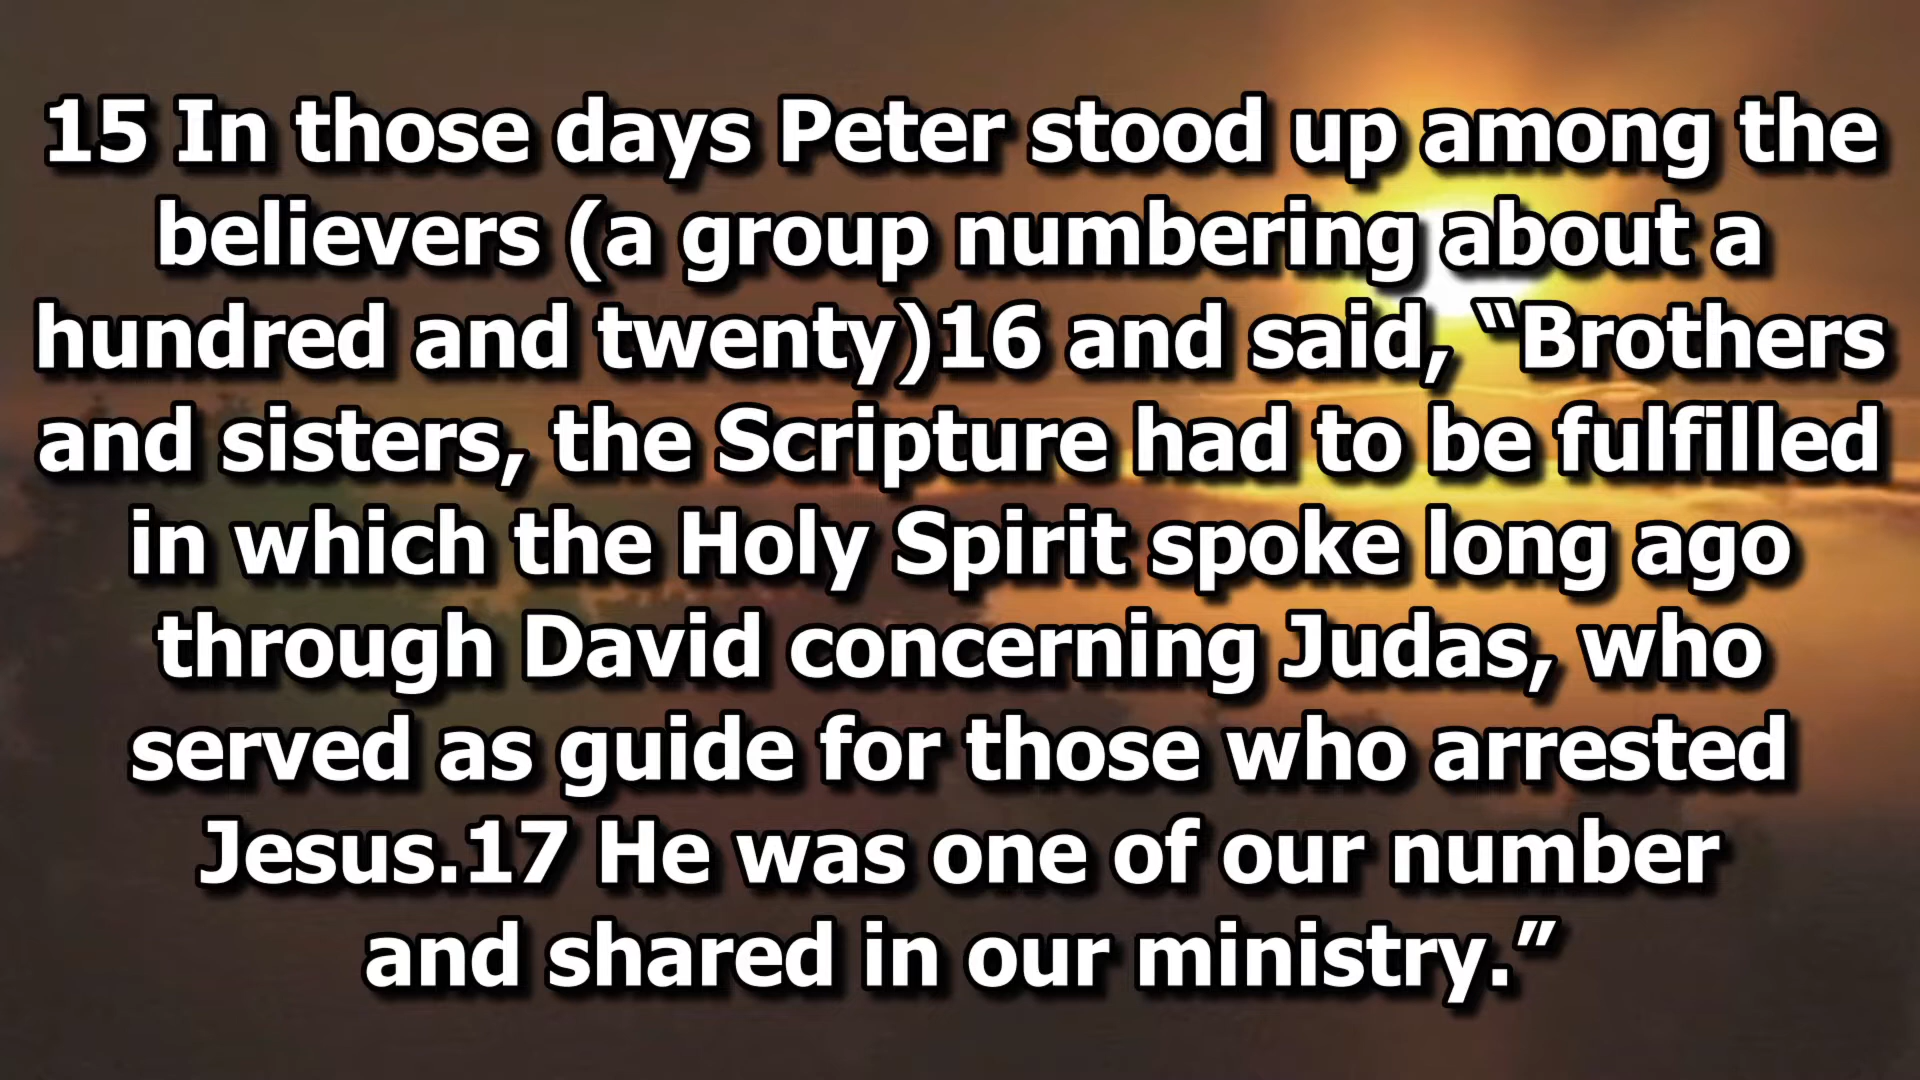 15 In those days Peter stood up among the
believers (a group numbering about a
hundred and twenty)16 and said, “Brothers
and sisters, the Scripture had to be fulfilled
in which the Holy Spirit spoke long ago
through David concerning Judas, who
served as guide for those who arrested
Jesus.17 He was one of our number
and shared in our ministry.”